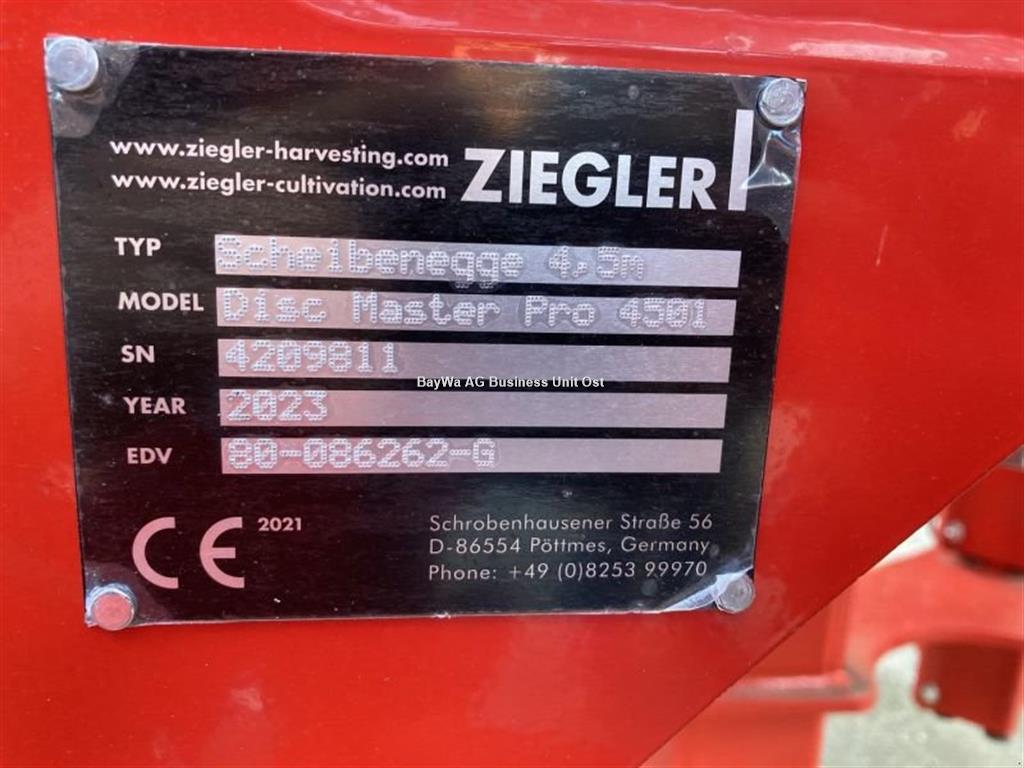 www.ziegler-harvesting.com
www.ziegler-cultivation.com
ZIEGLER
TYP Scheibenegge 4,5m
MODEL Disc Master Pro 4501
SN 4209811
BayWa AG Business Unit Ost
YEAR 2023
EDV 80-086262-G
CE 2021
Schrobenhausener Straße 56
D-86554 Pöttmes, Germany
Phone: +49 (0)8253 99970